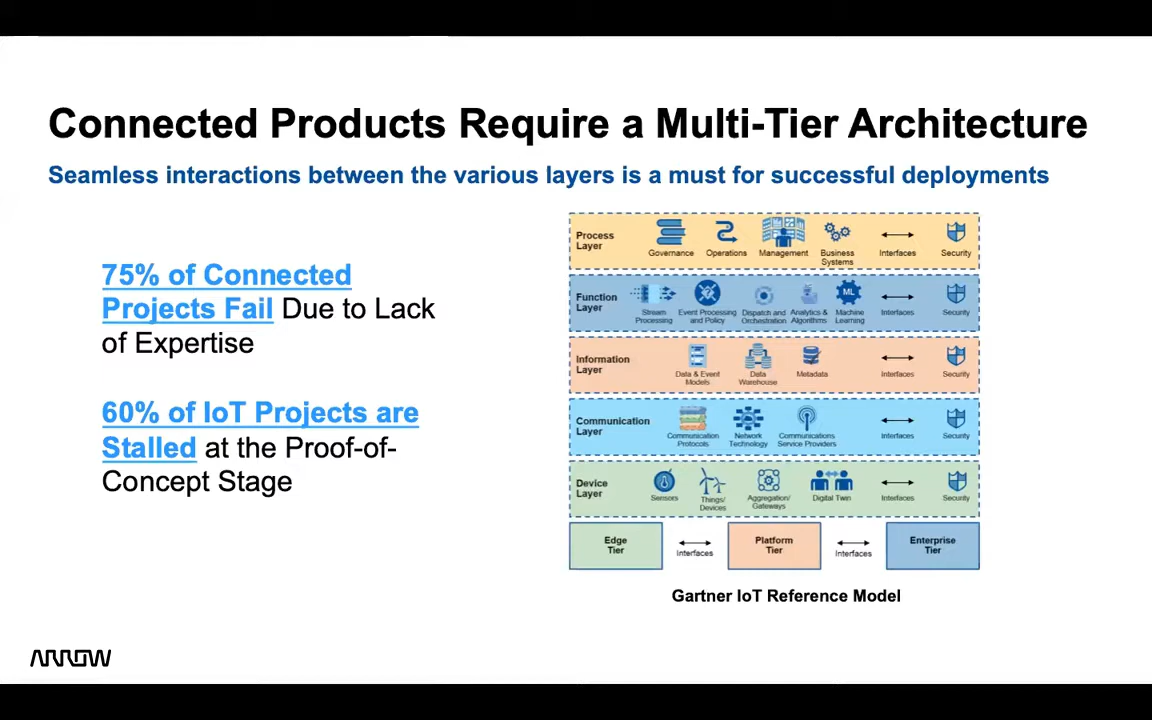 Connected Products Require a Multi-Tier Architecture
Seamless interactions between the various layers is a must for successful deployments
75% of Connected
Projects Fail Due to Lack
of Expertise
60% of IoT Projects are
Stalled at the Proof-of-
Concept Stage
Process
Layer
Governance
Operations
Management
Business
Systems
Interfaces
Security
Function
Layer
Stream
Processing
?
Event Processing
and Policy
Dispatch and
Orchestration
Analytics &
Algorithms
ML
Machine
Learning
Interfaces
Security
Information
Layer
Data & Event
Models
Data
Warehouse
Metadata
Interfaces
Security
Communication
Layer
Communication
Protocols
Network
Technology
Communications
Service Providers
Interfaces
Security
Device
Layer
Sensors
Things/
Devices
Aggregation/
Gateways
Digital Twin
Interfaces
Security
Edge
Tier
Interfaces
Platform
Tier
Interfaces
Enterprise
Tier
Gartner IoT Reference Model
ARROW